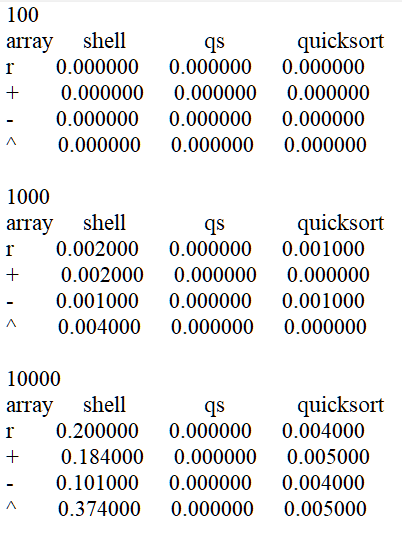 100
array shell qs quicksort
r 0.000000 0.000000 0.000000
+ 0.000000 0.000000 0.000000
- 0.000000 0.000000 0.000000
^ 0.000000 0.000000 0.000000
1000
array shell qs quicksort
r 0.002000 0.000000 0.001000
+ 0.002000 0.000000 0.000000
- 0.001000 0.000000 0.001000
^ 0.004000 0.000000 0.000000
10000
array shell qs quicksort
r 0.200000 0.000000 0.004000
+ 0.184000 0.000000 0.005000
- 0.101000 0.000000 0.004000
^ 0.374000 0.000000 0.005000